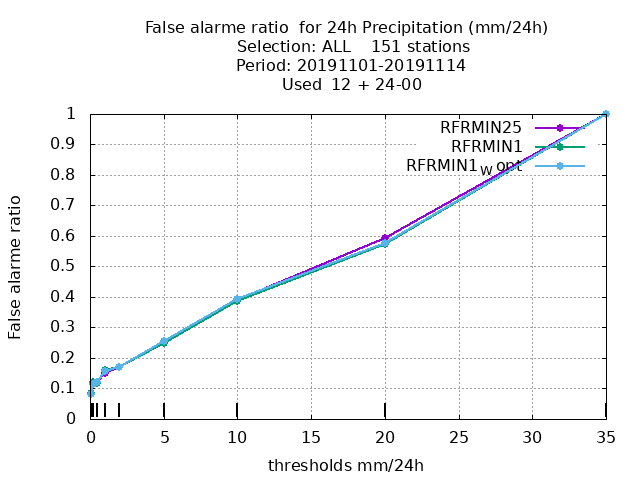 False alarme ratio  for 24h Precipitation (mm/24h)
Selection: ALL    151 stations
Period: 20191101-20191114
Used  12 + 24-00
RFRMIN25
RFRMIN1
RFRMIN1W opt
1
0.9
0.8
0.7
0.6
0.5
0.4
0.3
0.2
0.1
0
False alarme ratio
0 5 10 15 20 25 30 35
thresholds mm/24h